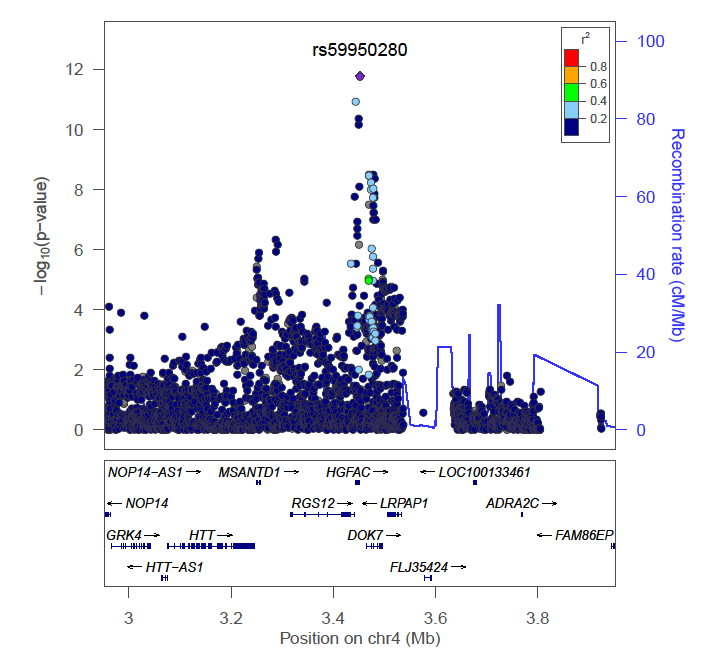 rs59950280
r2
0.8
0.6
0.4
0.2
12
10
8
6
4
2
0
−log10(p−value)
100
80
60
40
20
0
Recombination rate (cM/Mb)
NOP14−AS1 MSANTD1 HGFAC LOC100133461
NOP14 RGS12 LRPAP1 ADRA2C
GRK4 HTT DOK7 FAM86EP
HTT−AS1 FLJ35424
3 3.2 3.4 3.6 3.8
Position on chr4 (Mb)